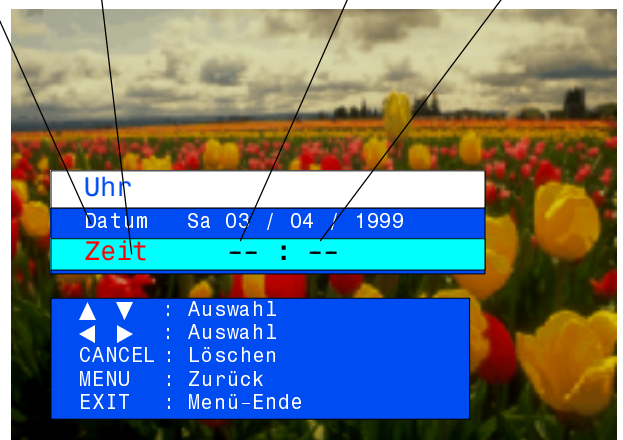 Uhr
Datum Sa 03 / 04 / 1999
Zeit -- : --
▲ ▼ : Auswahl
◀ ▶ : Auswahl
CANCEL : Löschen
MENU : Zurück
EXIT : Menü-Ende